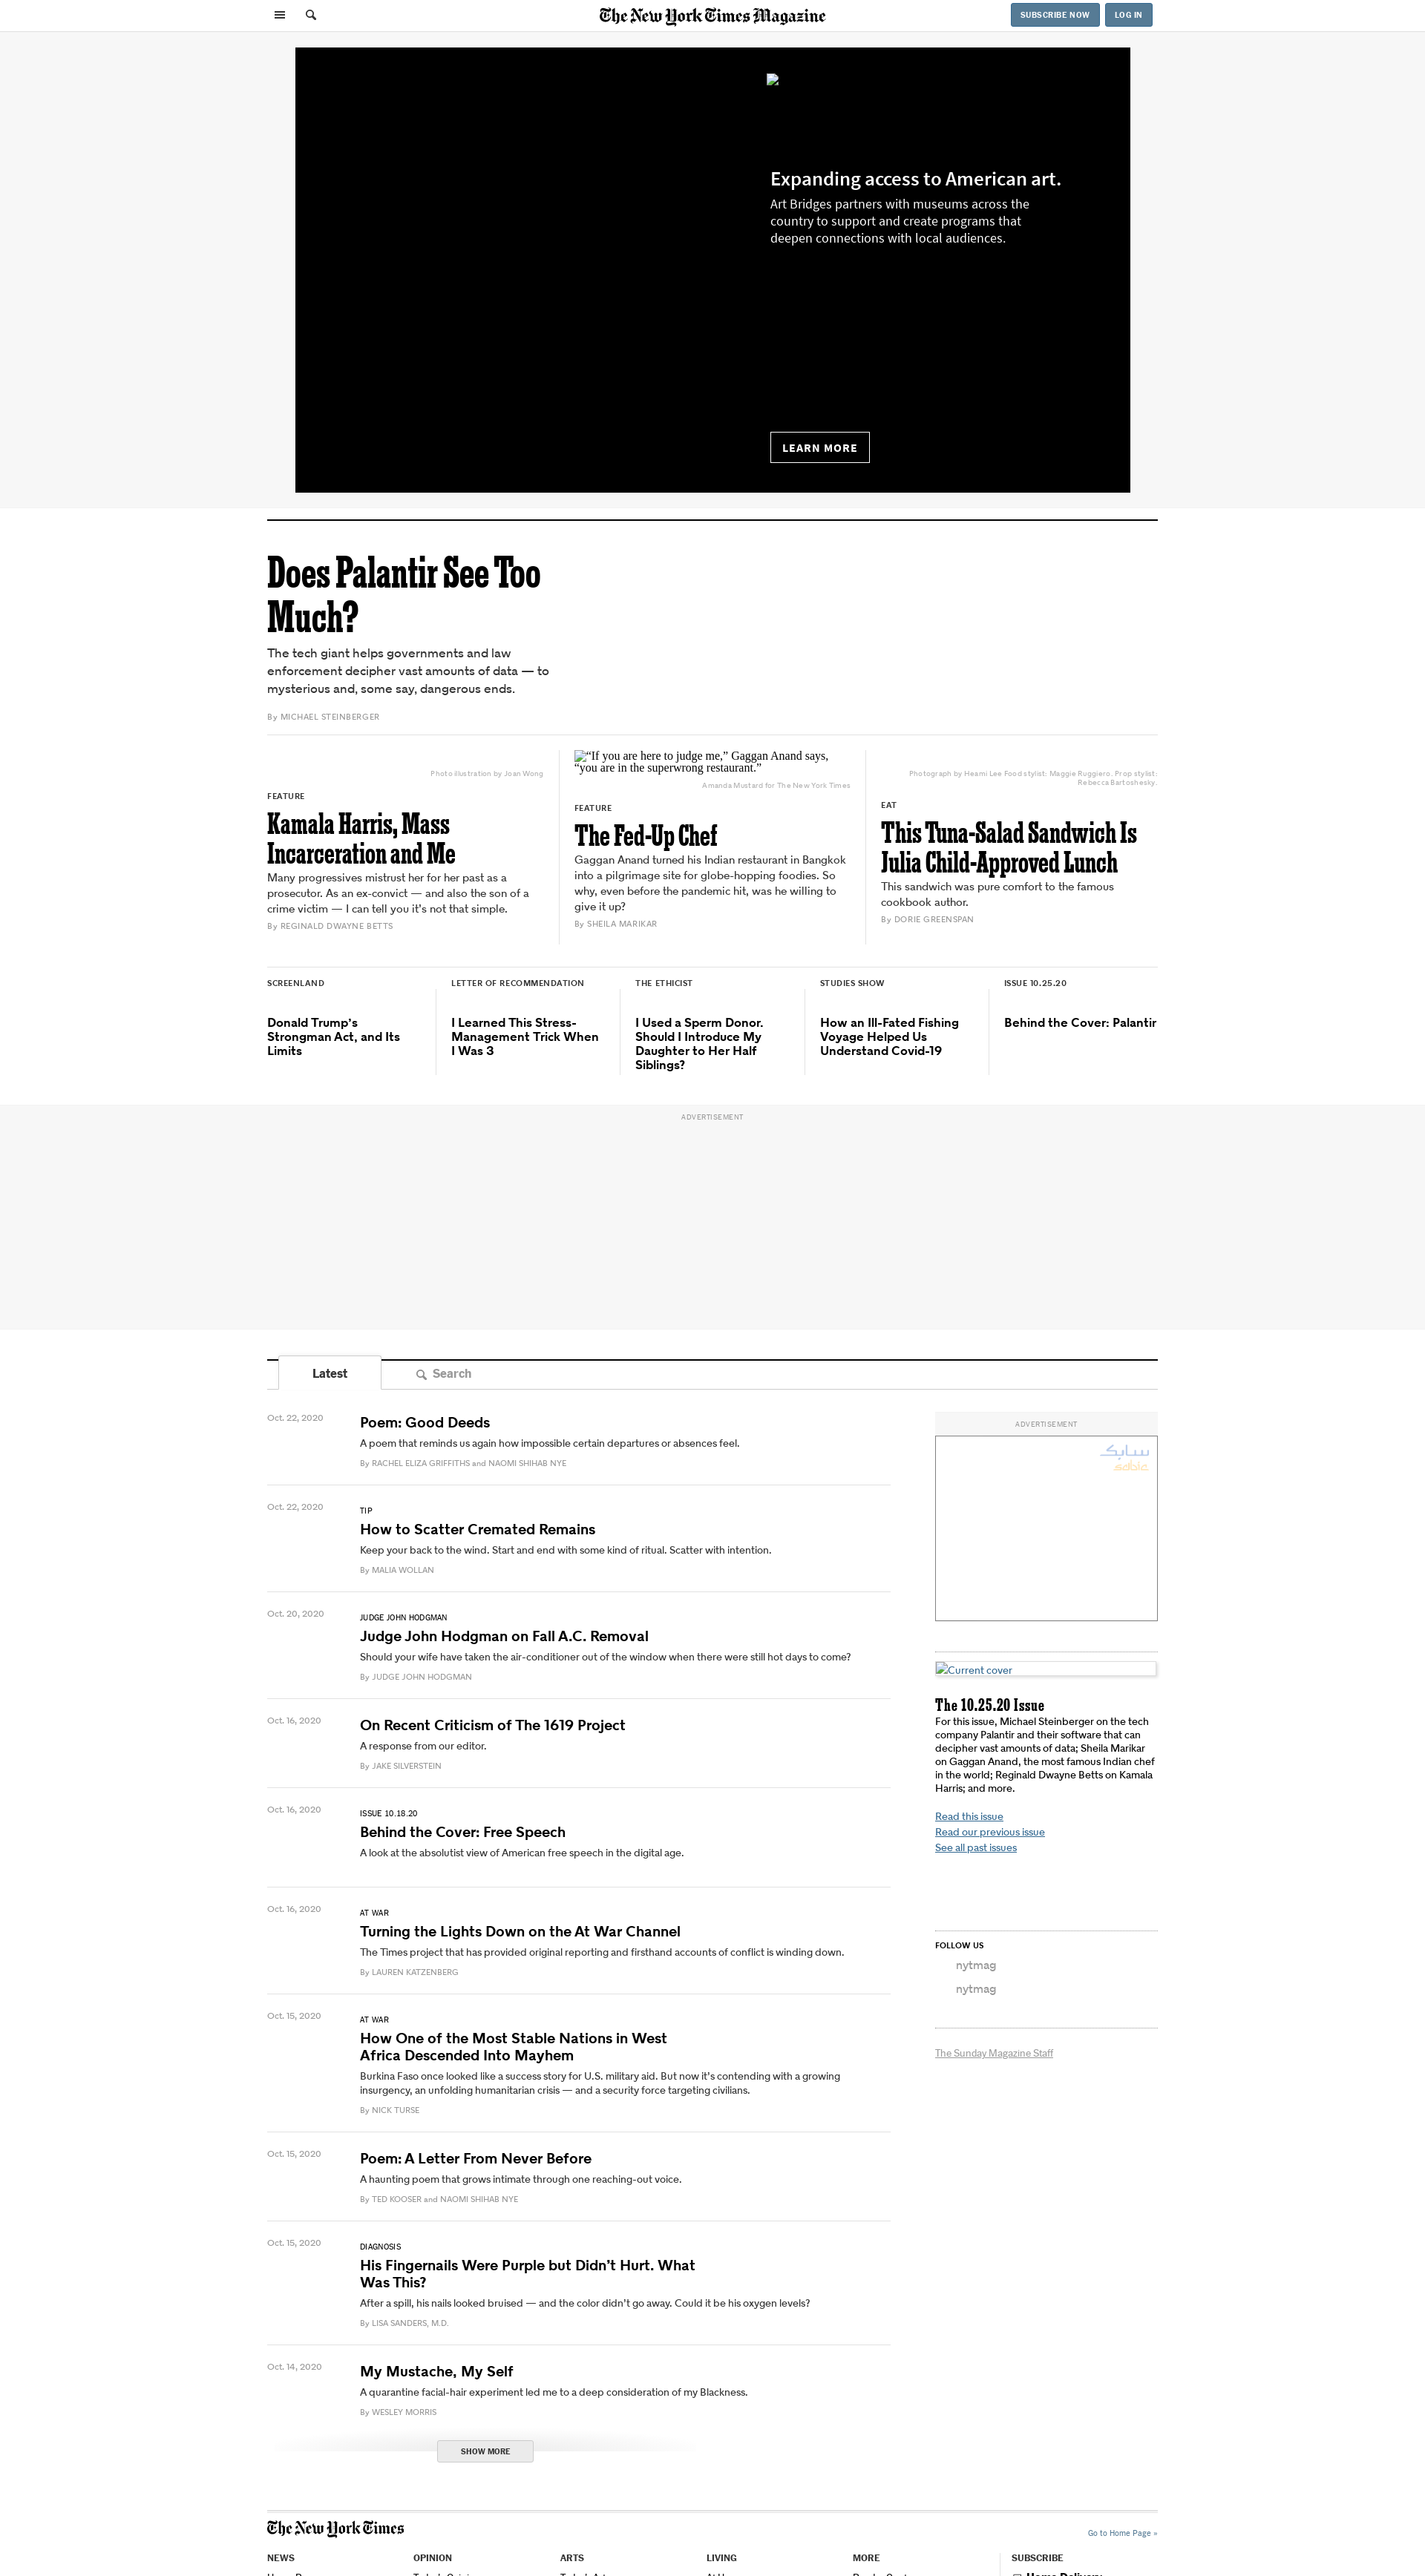 The New York Times Magazine
SUBSCRIBE NOW
LOG IN
Expanding access to American art.
Art Bridges partners with museums across the
country to support and create programs that
deepen connections with local audiences.
LEARN MORE
Does Palantir See Too
Much?
The tech giant helps governments and law
enforcement decipher vast amounts of data — to
mysterious and, some say, dangerous ends.
By MICHAEL STEINBERGER
Photo illustration by Joan Wong
FEATURE
Kamala Harris, Mass
Incarceration and Me
Many progressives mistrust her for her past as a
prosecutor. As an ex-convict — and also the son of a
crime victim — I can tell you it’s not that simple.
By REGINALD DWAYNE BETTS
“If you are here to judge me,” Gaggan Anand says,
“you are in the superwrong restaurant.”
Amanda Mustard for The New York Times
FEATURE
The Fed-Up Chef
Gaggan Anand turned his Indian restaurant in Bangkok
into a pilgrimage site for globe-hopping foodies. So
why, even before the pandemic hit, was he willing to
give it up?
By SHEILA MARIKAR
Photograph by Heami Lee Food stylist: Maggie Ruggiero. Prop stylist:
Rebecca Bartoshesky.
EAT
This Tuna-Salad Sandwich Is
Julia Child-Approved Lunch
This sandwich was pure comfort to the famous
cookbook author.
By DORIE GREENSPAN
SCREENLAND
Donald Trump’s
Strongman Act, and Its
Limits
LETTER OF RECOMMENDATION
I Learned This Stress-
Management Trick When
I Was 3
THE ETHICIST
I Used a Sperm Donor.
Should I Introduce My
Daughter to Her Half
Siblings?
STUDIES SHOW
How an Ill-Fated Fishing
Voyage Helped Us
Understand Covid-19
ISSUE 10.25.20
Behind the Cover: Palantir
ADVERTISEMENT
Latest
Search
Oct. 22, 2020
Poem: Good Deeds
A poem that reminds us again how impossible certain departures or absences feel.
By RACHEL ELIZA GRIFFITHS and NAOMI SHIHAB NYE
Oct. 22, 2020
TIP
How to Scatter Cremated Remains
Keep your back to the wind. Start and end with some kind of ritual. Scatter with intention.
By MALIA WOLLAN
Oct. 20, 2020
JUDGE JOHN HODGMAN
Judge John Hodgman on Fall A.C. Removal
Should your wife have taken the air-conditioner out of the window when there were still hot days to come?
By JUDGE JOHN HODGMAN
Oct. 16, 2020
On Recent Criticism of The 1619 Project
A response from our editor.
By JAKE SILVERSTEIN
Oct. 16, 2020
ISSUE 10.18.20
Behind the Cover: Free Speech
A look at the absolutist view of American free speech in the digital age.
Oct. 16, 2020
AT WAR
Turning the Lights Down on the At War Channel
The Times project that has provided original reporting and firsthand accounts of conflict is winding down.
By LAUREN KATZENBERG
Oct. 15, 2020
AT WAR
How One of the Most Stable Nations in West
Africa Descended Into Mayhem
Burkina Faso once looked like a success story for U.S. military aid. But now it’s contending with a growing
insurgency, an unfolding humanitarian crisis — and a security force targeting civilians.
By NICK TURSE
Oct. 15, 2020
Poem: A Letter From Never Before
A haunting poem that grows intimate through one reaching-out voice.
By TED KOOSER and NAOMI SHIHAB NYE
Oct. 15, 2020
DIAGNOSIS
His Fingernails Were Purple but Didn’t Hurt. What
Was This?
After a spill, his nails looked bruised — and the color didn’t go away. Could it be his oxygen levels?
By LISA SANDERS, M.D.
Oct. 14, 2020
My Mustache, My Self
A quarantine facial-hair experiment led me to a deep consideration of my Blackness.
By WESLEY MORRIS
SHOW MORE
ADVERTISEMENT
سابک
sabic
Current cover
The 10.25.20 Issue
For this issue, Michael Steinberger on the tech
company Palantir and their software that can
decipher vast amounts of data; Sheila Marikar
on Gaggan Anand, the most famous Indian chef
in the world; Reginald Dwayne Betts on Kamala
Harris; and more.
Read this issue
Read our previous issue
See all past issues
FOLLOW US
nytmag
nytmag
The Sunday Magazine Staff
The New York Times
Go to Home Page »
NEWS
OPINION
ARTS
LIVING
MORE
SUBSCRIBE